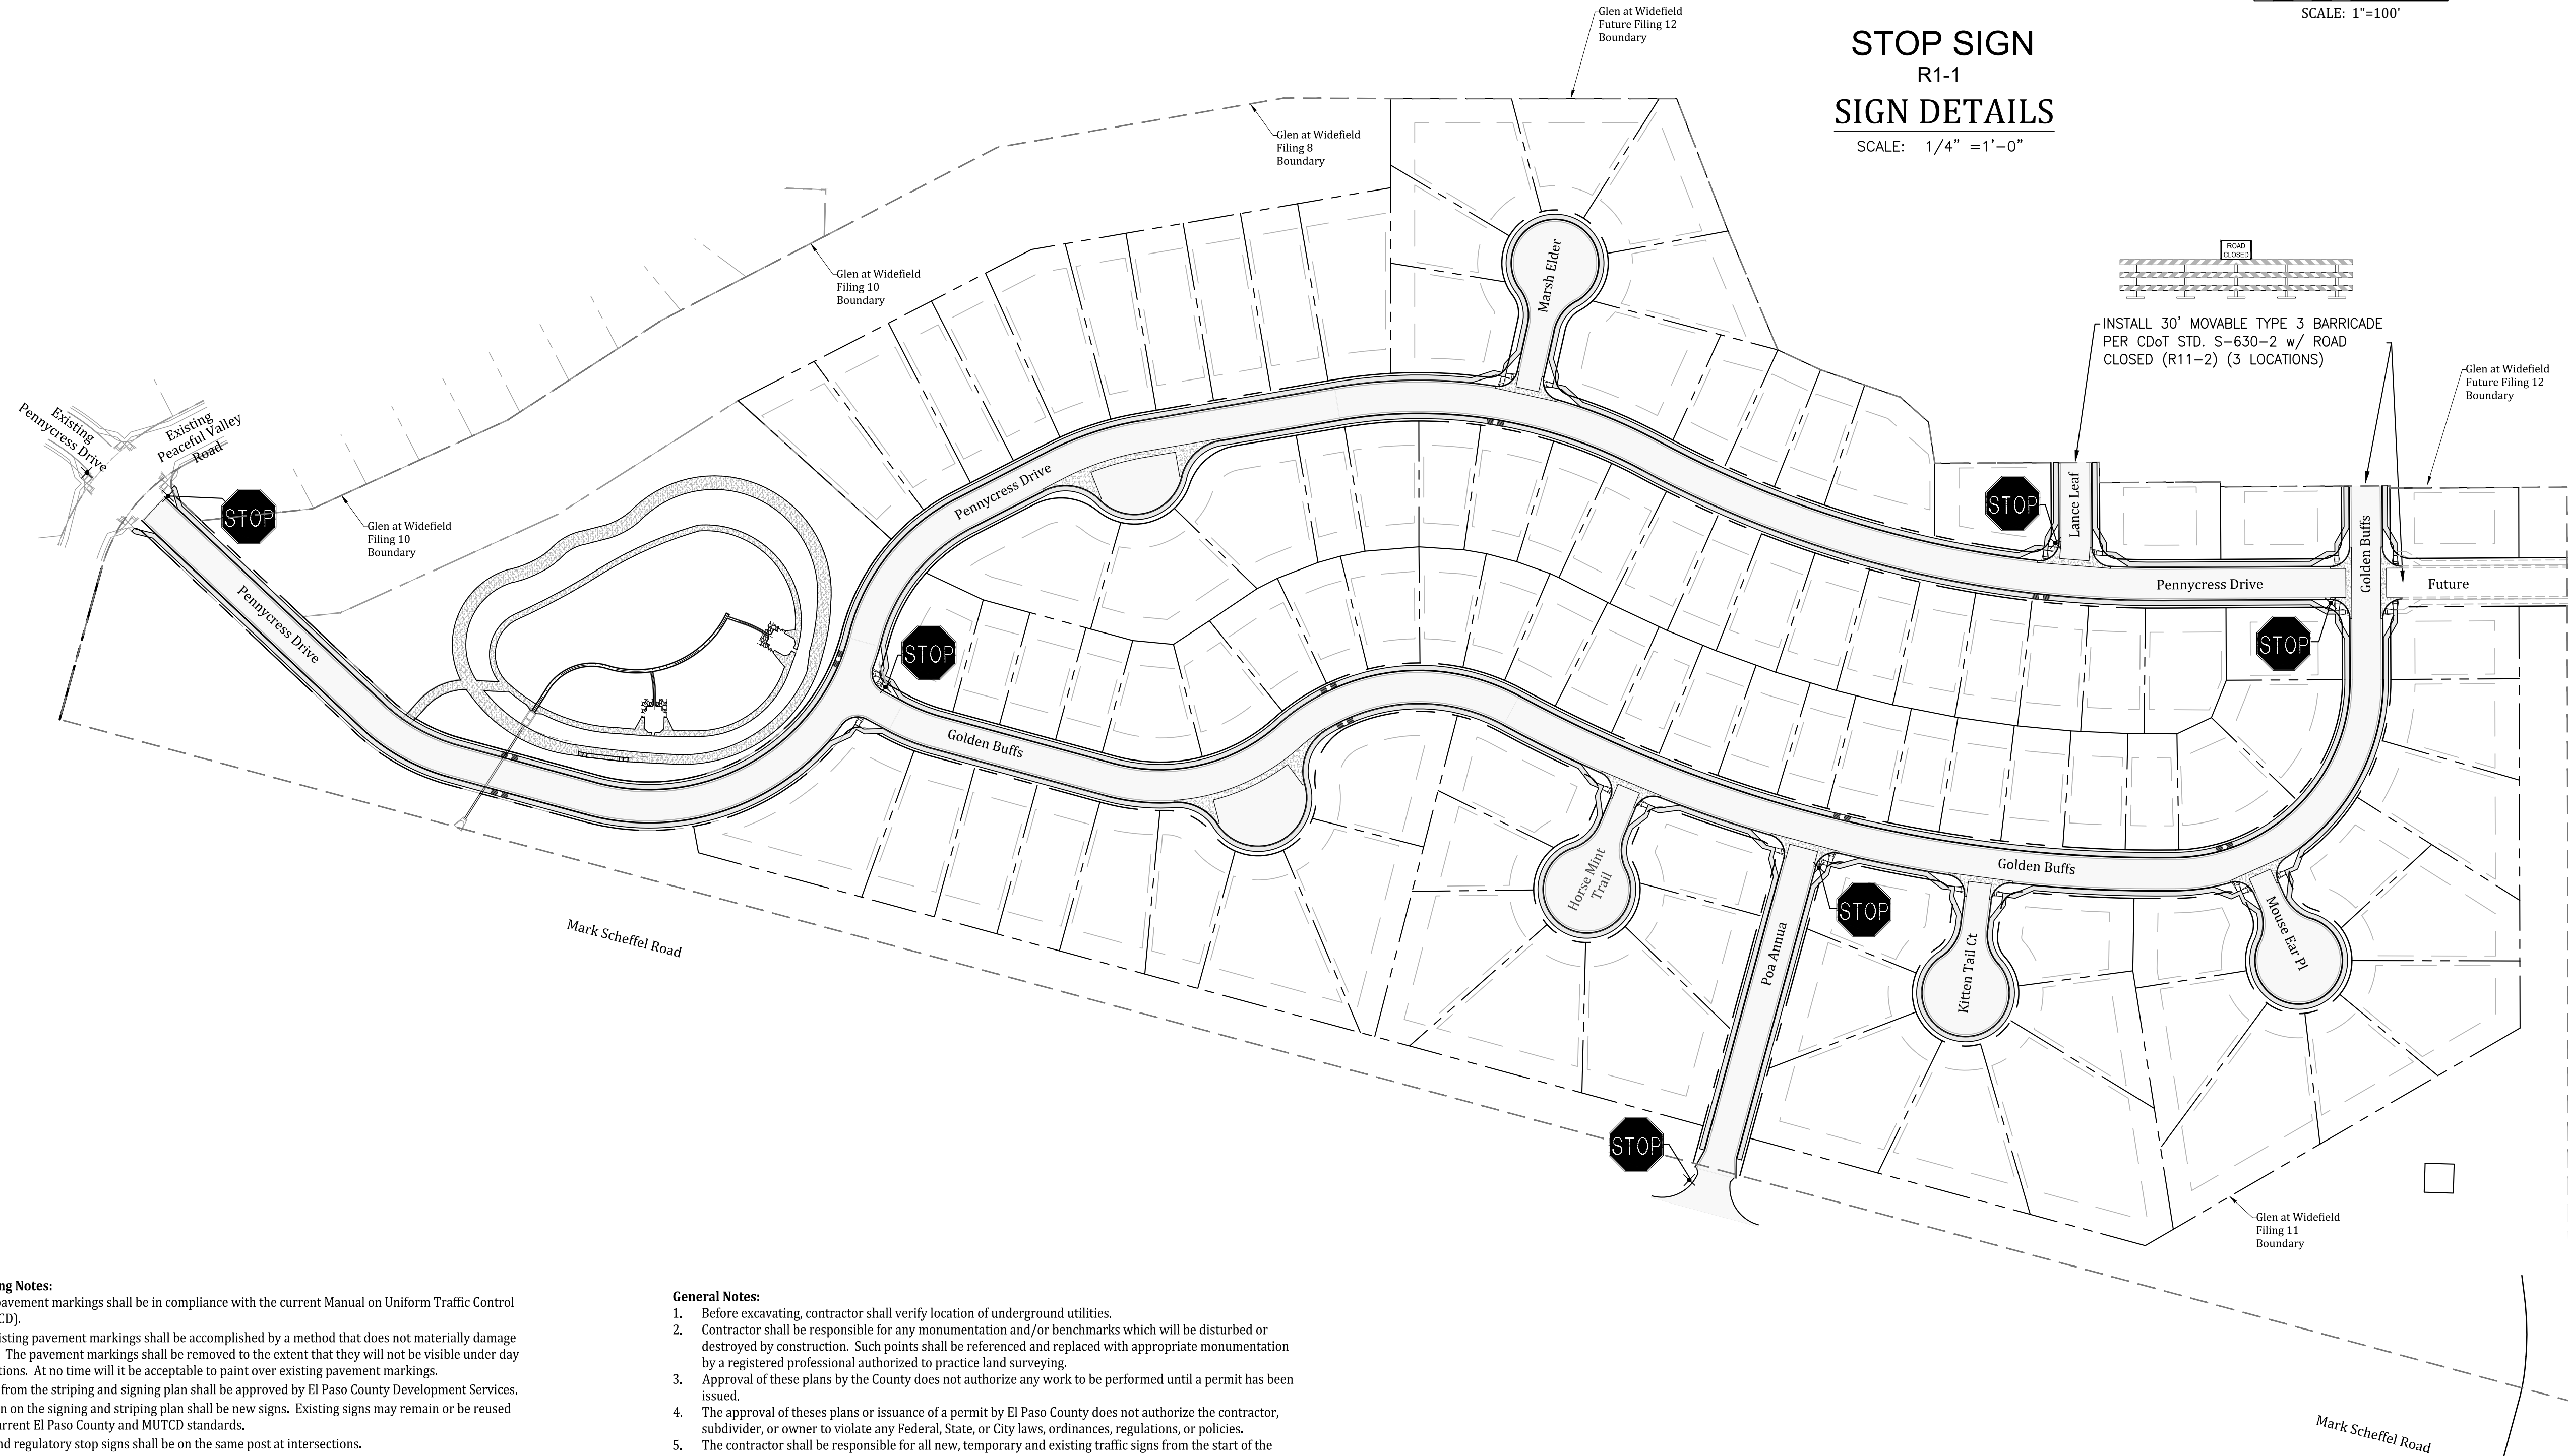 SCALE: 1"=100'
Glen at Widefield
Future Filing 12
Boundary
STOP SIGN
R1-1
SIGN DETAILS
SCALE: 1/4" =1'-0"
Glen at Widefield
Filing 8
Boundary
Glen at Widefield
Filing 10
Boundary
Marsh Elder
ROAD
CLOSED
INSTALL 30' MOVABLE TYPE 3 BARRICADE
PER CDoT STD. S-630-2 w/ ROAD
CLOSED (R11-2) (3 LOCATIONS)
Glen at Widefield
Future Filing 12
Boundary
Existing
Pennycress Drive
Existing
Peaceful Valley
Road
STOP
Glen at Widefield
Filing 10
Boundary
Pennycress Drive
STOP
Lance Leaf
Golden Buffs
Pennycress Drive
Future
Pennycress Drive
STOP
STOP
Golden Buffs
Golden Buffs
Horse Mint
Trail
STOP
Poa Annua
Kitten Tail Ct
Mouse Ear Pl
Mark Scheffel Road
STOP
Glen at Widefield
Filing 11
Boundary
ng Notes:
pavement markings shall be in compliance with the current Manual on Uniform Traffic Control
CD).
isting pavement markings shall be accomplished by a method that does not materially damage
The pavement markings shall be removed to the extent that they will not be visible under day
tions. At no time will it be acceptable to paint over existing pavement markings.
from the striping and signing plan shall be approved by El Paso County Development Services.
n on the signing and striping plan shall be new signs. Existing signs may remain or be reused
urrent El Paso County and MUTCD standards.
nd regulatory stop signs shall be on the same post at intersections.
General Notes:
1. Before excavating, contractor shall verify location of underground utilities.
2. Contractor shall be responsible for any monumentation and/or benchmarks which will be disturbed or
destroyed by construction. Such points shall be referenced and replaced with appropriate monumentation
by a registered professional authorized to practice land surveying.
3. Approval of these plans by the County does not authorize any work to be performed until a permit has been
issued.
4. The approval of theses plans or issuance of a permit by El Paso County does not authorize the contractor,
subdivider, or owner to violate any Federal, State, or City laws, ordinances, regulations, or policies.
5. The contractor shall be responsible for all new, temporary and existing traffic signs from the start of the
Mark Scheffel Road